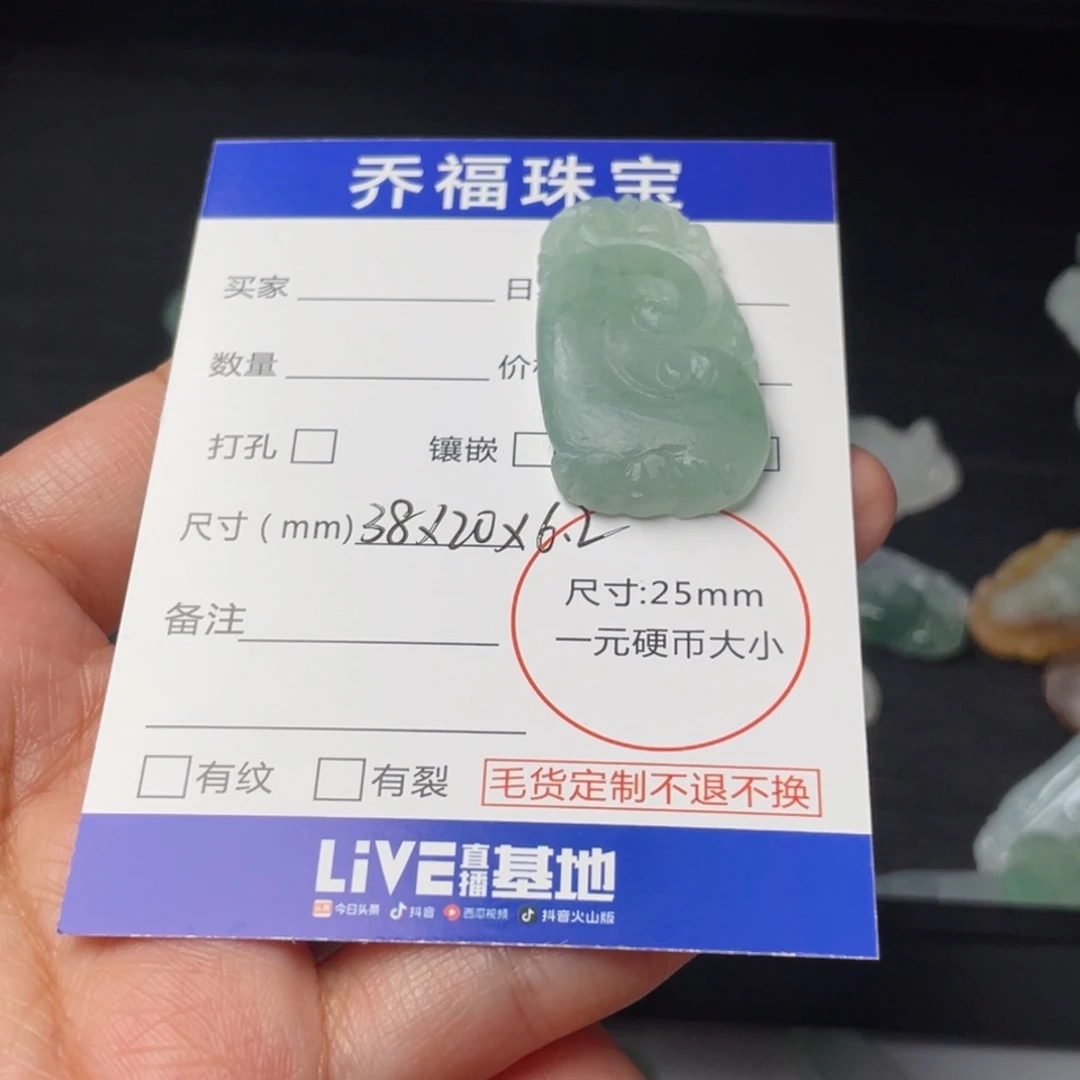 乔福珠宝
买家 日
数量 价
打孔 镶嵌
尺寸(mm)38×20×6.2
尺寸:25mm
一元硬币大小
备注
有纹 有裂 毛货定制不退不换
LiVE直播基地
今日头条 抖音 西瓜视频 抖音火山版